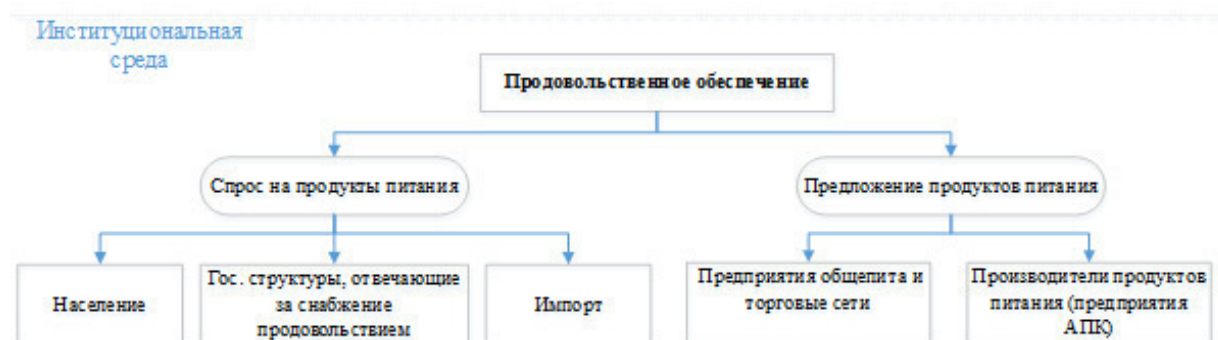 Институциональная
среда
Продовольственное обеспечение
Спрос на продукты питания
Предложение продуктов питания
Население
Гос. структуры, отвечающие
за снабжение
продовольствием
Импорт
Предприятия общепита и
торговые сети
Производители продуктов
питания (предприятия
АПК)